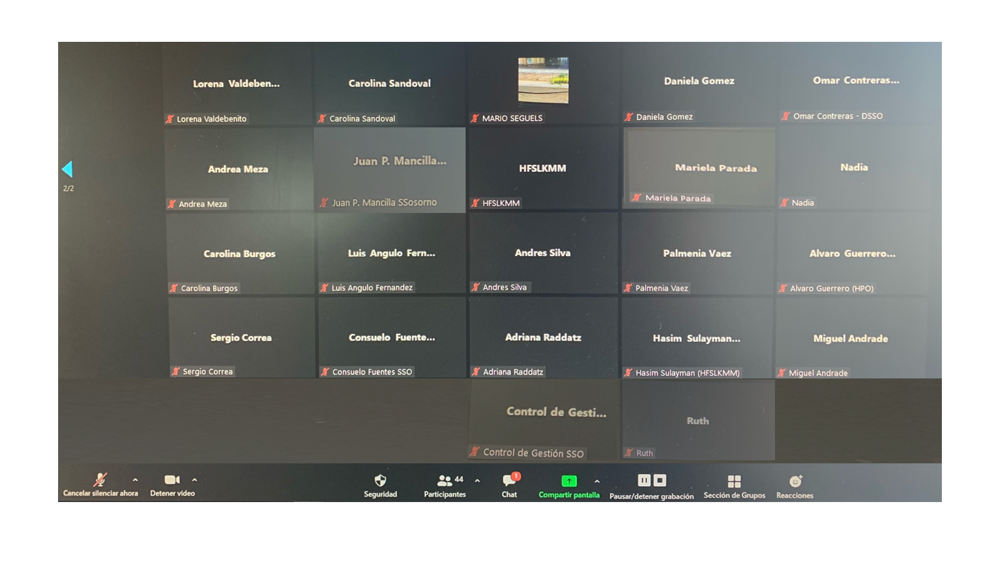 Lorena Valdeben...
Carolina Sandoval
Daniela Gomez
Omar Contreras...
Lorena Valdebenito
Carolina Sandoval
MARIO SEGUELS
Daniela Gomez
Omar Contreras - DSSO
Andrea Meza
Juan P. Mancilla...
HFSLKMM
Mariela Parada
Nadia
2/2
Andrea Meza
Juan P. Mancilla SSosorno
HFSLKMM
Mariela Parada
Nadia
Carolina Burgos
Luis Angulo Fern...
Andres Silva
Palmenia Vaez
Alvaro Guerrero...
Carolina Burgos
Luis Angulo Fernandez
Andres Silva
Palmenia Vaez
Alvaro Guerrero (HPO)
Sergio Correa
Consuelo Fuente...
Adriana Raddatz
Hasim Sulayman...
Miguel Andrade
Sergio Correa
Consuelo Fuentes SSO
Adriana Raddatz
Hasim Sulayman (HFSLKMM)
Miguel Andrade
Control de Gesti...
Ruth
Control de Gestión SSO
Ruth
44
1
Cancelar silenciar ahora
Detener video
Seguridad
Participantes
Chat
Compartir pantalla
Pausar/detener grabación
Sección de Grupos
Reacciones